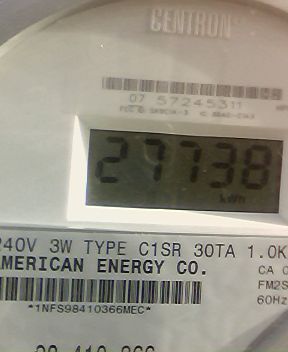 CENTRON
07 57245311
27738
kWh
240V 3W TYPE C1SR 30TA 1.0K
AMERICAN ENERGY CO.
CA
FM2S
60Hz
*1NFS98410366MEC*